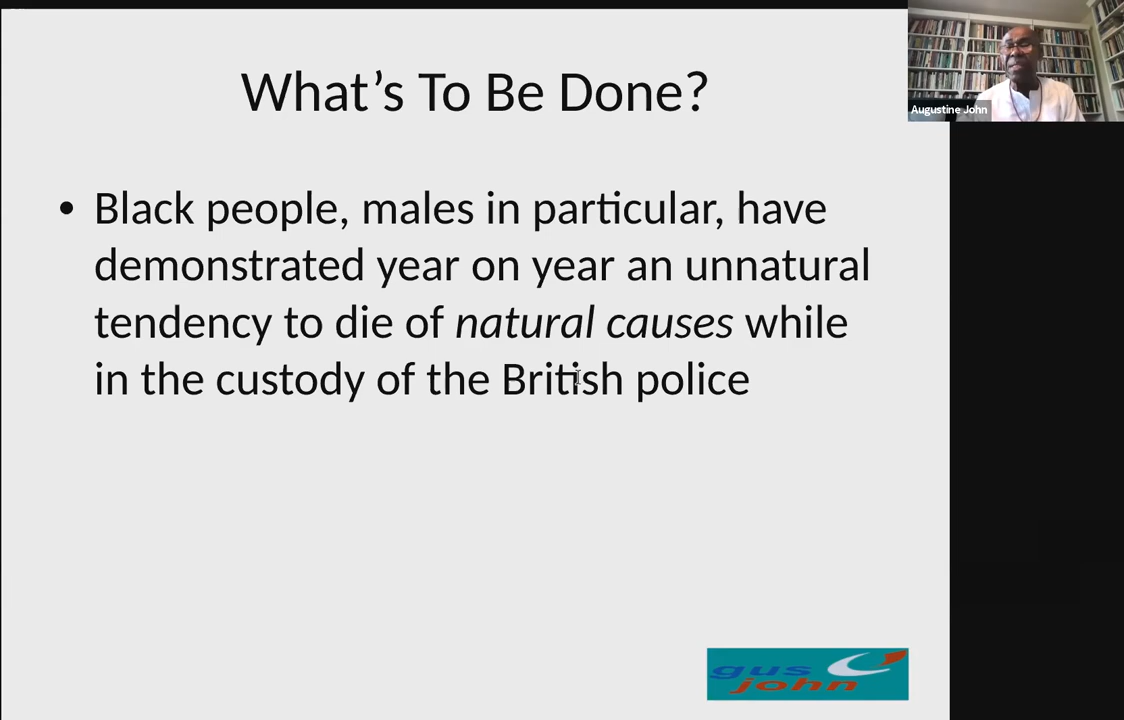 What’s To Be Done?
Augustine John
• Black people, males in particular, have
demonstrated year on year an unnatural
tendency to die of natural causes while
in the custody of the British police
gus
john